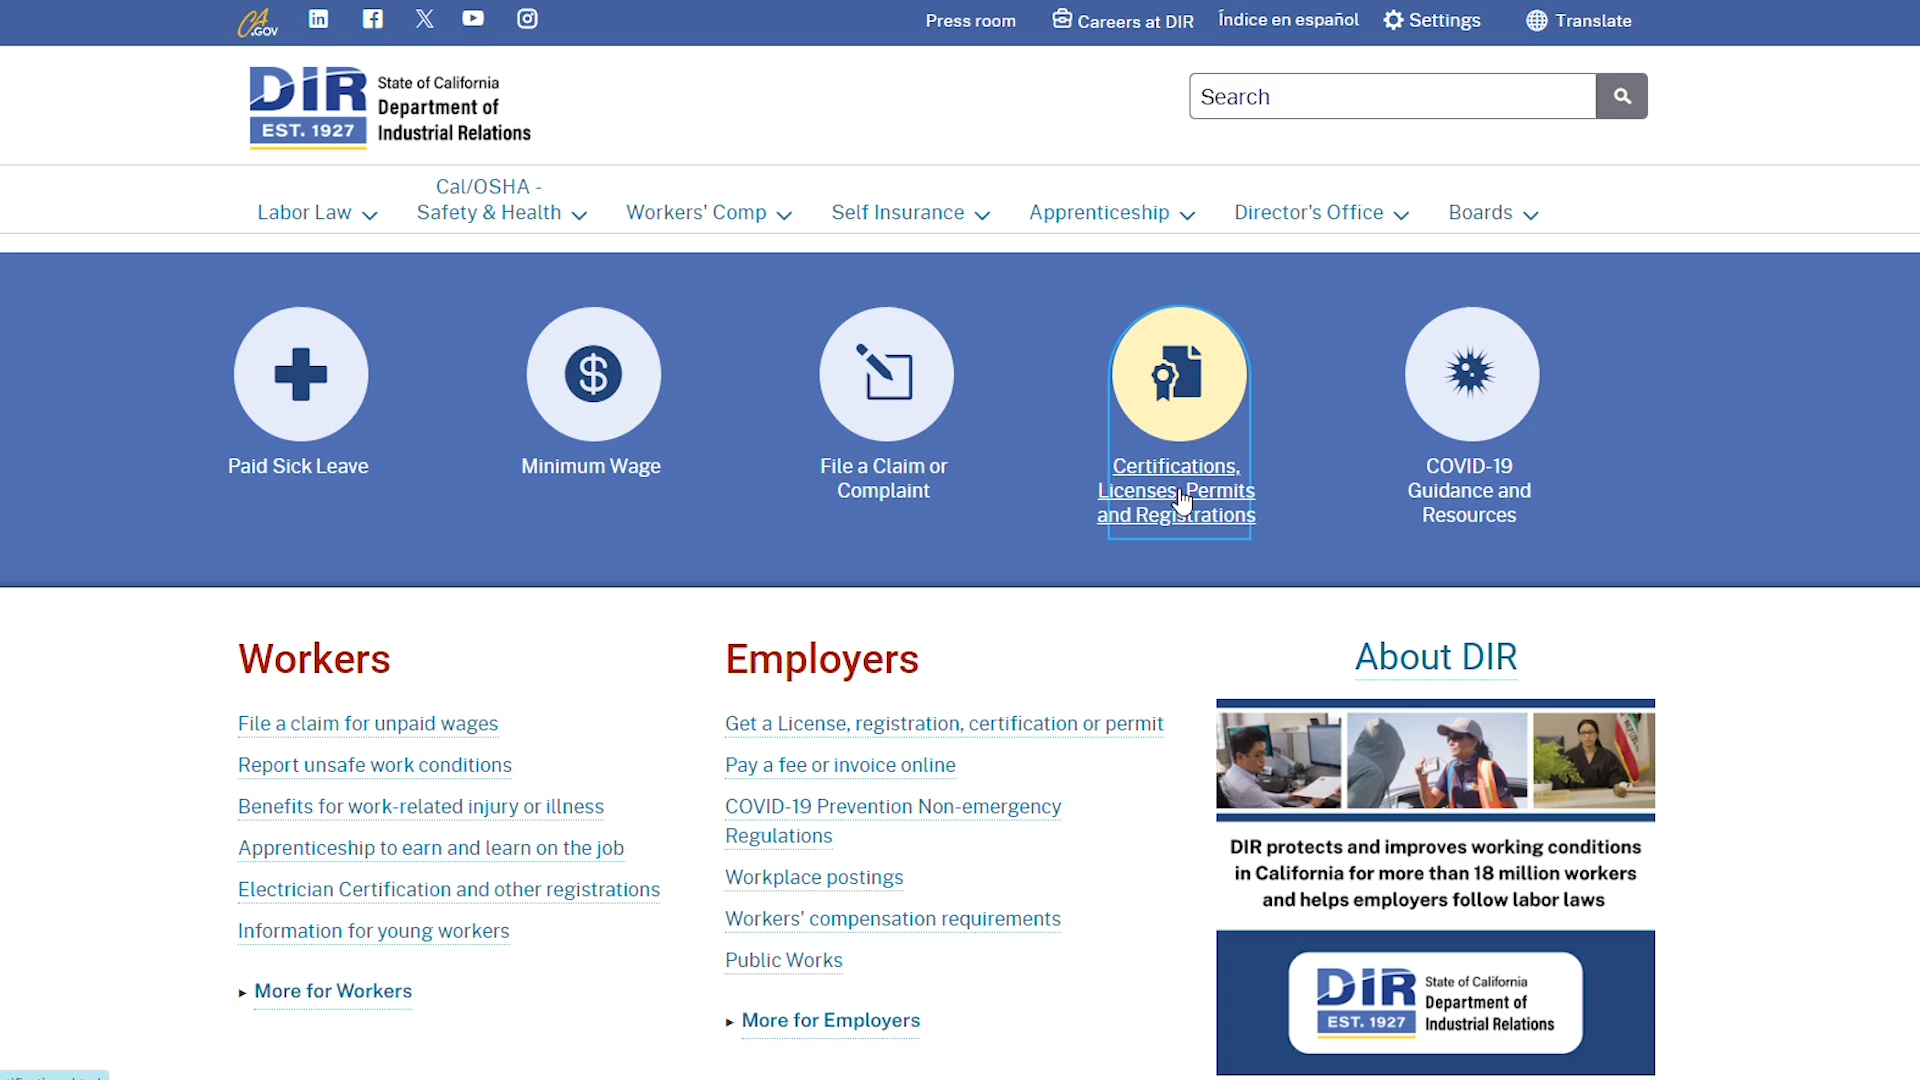 CA.GOV
Press room
Careers at DIR
Índice en español
Settings
Translate
DIR
EST. 1927
State of California
Department of
Industrial Relations
Search
Labor Law
Cal/OSHA -
Safety & Health
Workers' Comp
Self Insurance
Apprenticeship
Director's Office
Boards
Paid Sick Leave
Minimum Wage
File a Claim or
Complaint
Certifications,
Licenses, Permits
and Registrations
COVID-19
Guidance and
Resources
Workers
File a claim for unpaid wages
Report unsafe work conditions
Benefits for work-related injury or illness
Apprenticeship to earn and learn on the job
Electrician Certification and other registrations
Information for young workers
More for Workers
Employers
Get a License, registration, certification or permit
Pay a fee or invoice online
COVID-19 Prevention Non-emergency
Regulations
Workplace postings
Workers' compensation requirements
Public Works
More for Employers
About DIR
DIR protects and improves working conditions
in California for more than 18 million workers
and helps employers follow labor laws
DIR
EST. 1927
State of California
Department of
Industrial Relations